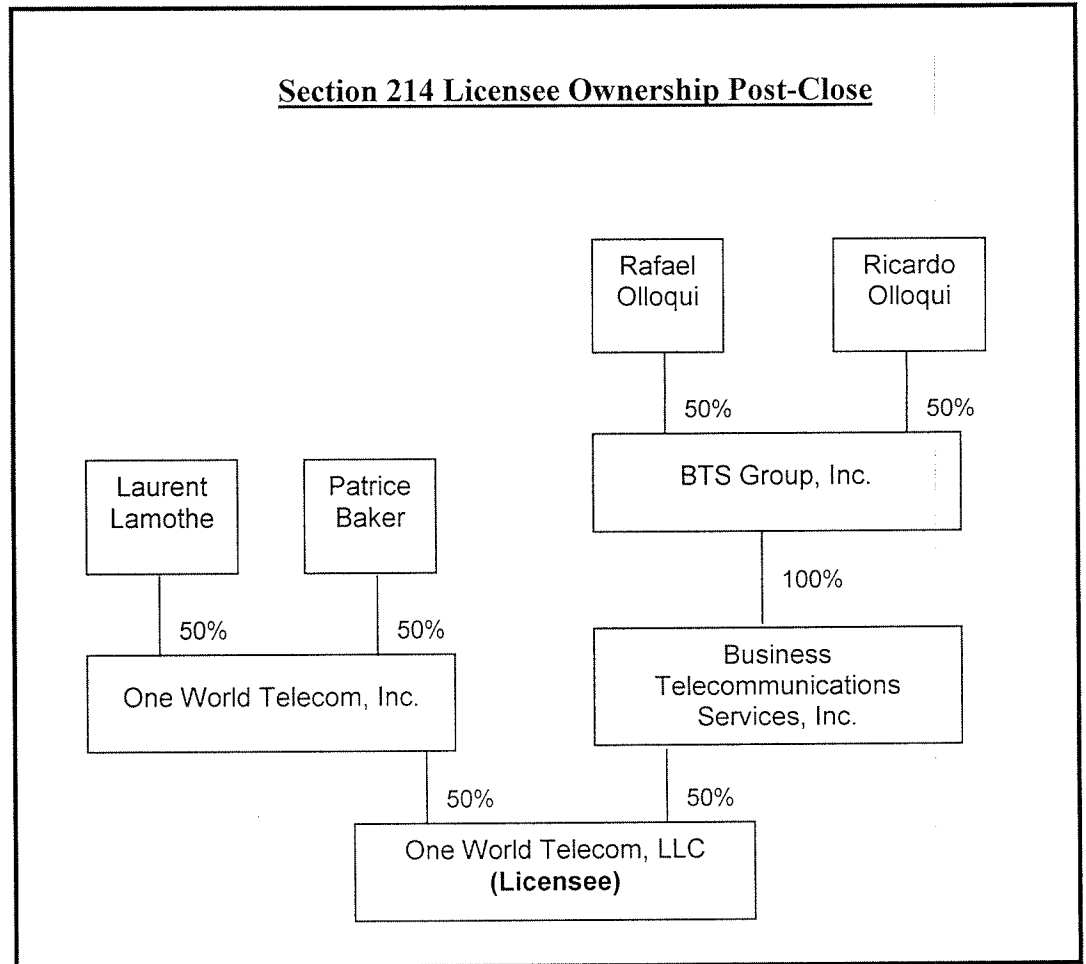 Section 214 Licensee Ownership Post-Close
Rafael
Olloqui
Ricardo
Olloqui
50%
50%
BTS Group, Inc.
Laurent
Lamothe
Patrice
Baker
100%
50%
50%
Business
Telecommunications
Services, Inc.
One World Telecom, Inc.
50%
50%
One World Telecom, LLC
(Licensee)